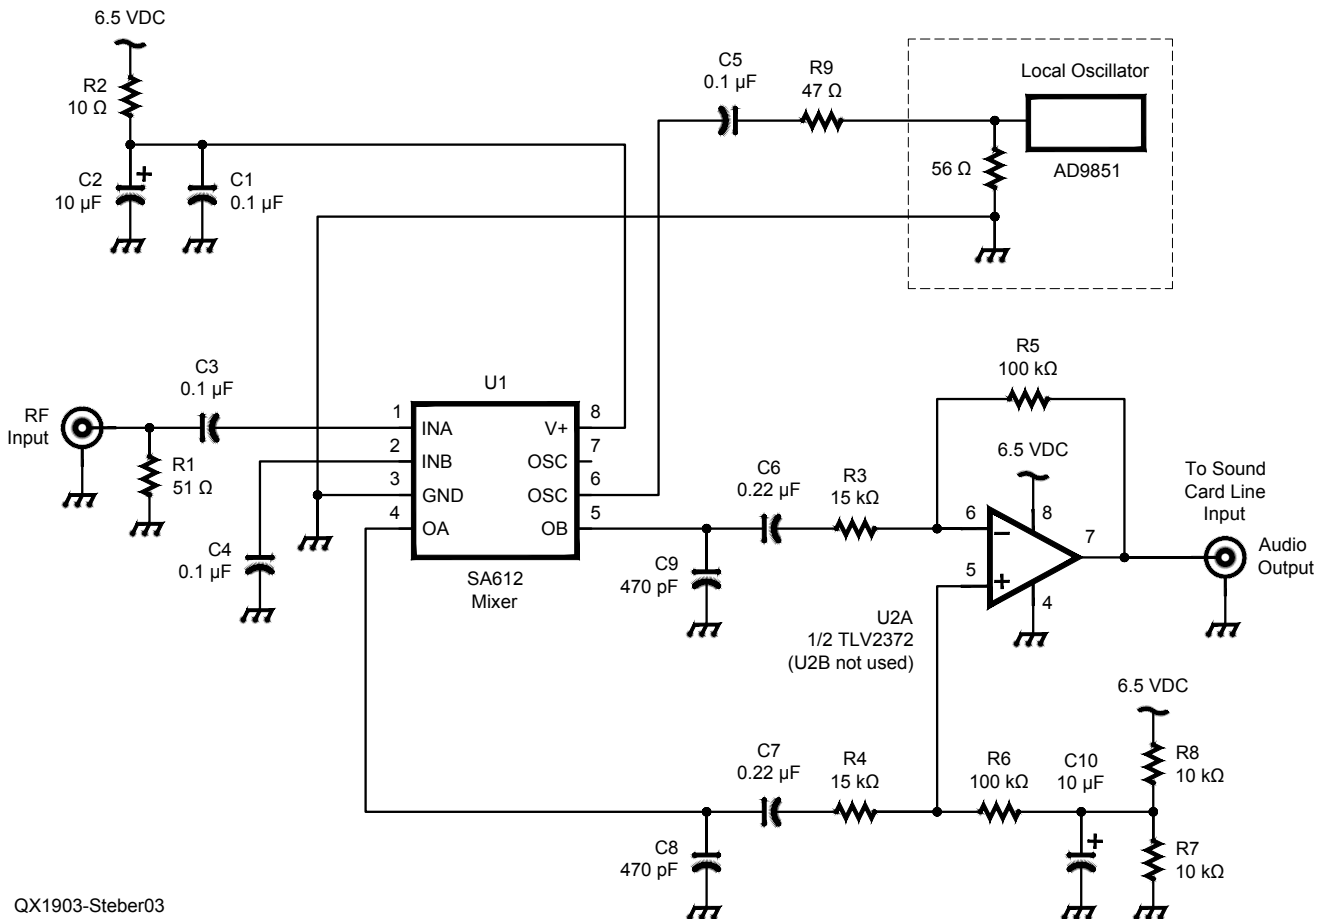 6.5 VDC
R2
10 Ω
C2
10 µF
+
C1
0.1 µF
C5
0.1 µF
R9
47 Ω
Local Oscillator
56 Ω
AD9851
RF
Input
R1
51 Ω
C3
0.1 µF
C4
0.1 µF
U1
1
INA
2
INB
3
GND
4
OA
8
V+
7
OSC
6
OSC
5
OB
SA612
Mixer
C6
0.22 µF
R3
15 kΩ
C9
470 pF
R5
100 kΩ
6.5 VDC
8
6
−
5
+
7
4
U2A
1/2 TLV2372
(U2B not used)
To Sound
Card Line
Input
Audio
Output
C7
0.22 µF
R4
15 kΩ
C8
470 pF
R6
100 kΩ
C10
10 µF
+
6.5 VDC
R8
10 kΩ
R7
10 kΩ
QX1903-Steber03